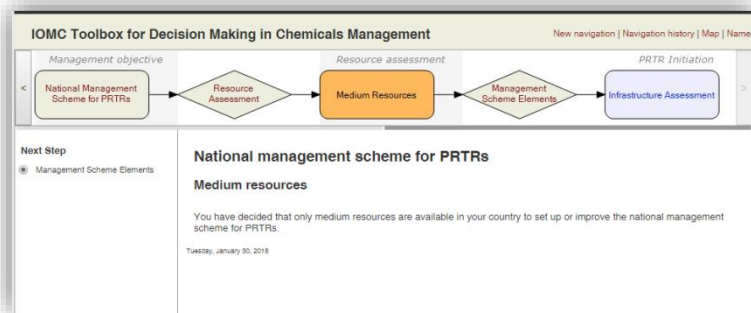 IOMC Toolbox for Decision Making in Chemicals Management
New navigation | Navigation history | Map | Name
Management objective
Resource assessment
PRTR Initiation
<
National Management
Scheme for PRTRs
Resource
Assessment
Medium Resources
Management
Scheme Elements
Infrastructure Assessment
>
Next Step
Management Scheme Elements
National management scheme for PRTRs
Medium resources
You have decided that only medium resources are available in your country to set up or improve the national management
scheme for PRTRs.
Tuesday, January 30, 2018